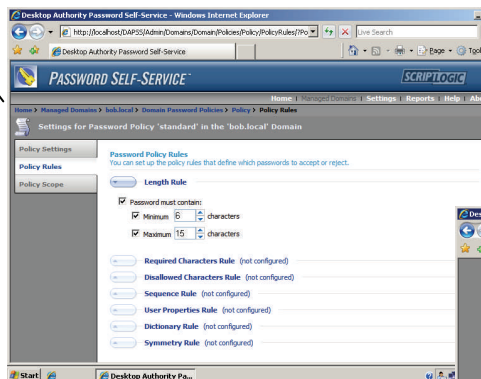 Desktop Authority Password Self-Service - Windows Internet Explorer
http://localhost/DAPSS/Admin/Domains/Domain/Policies/Policy/PolicyRules/?Po
Live Search
Desktop Authority Password Self-Service
Page
Tool
PASSWORD SELF-SERVICE
SCRIPTLOGIC
Home | Managed Domains | Settings | Reports | Help | Abo
Home > Managed Domains > bob.local > Domain Password Policies > Policy > Policy Rules
Settings for Password Policy 'standard' in the 'bob.local' Domain
Policy Settings
Policy Rules
Policy Scope
Password Policy Rules
You can set up the policy rules that define which passwords to accept or reject.
Length Rule
Password must contain:
Minimum 6 characters
Maximum 15 characters
Required Characters Rule (not configured)
Disallowed Characters Rule (not configured)
Sequence Rule (not configured)
User Properties Rule (not configured)
Dictionary Rule (not configured)
Symmetry Rule (not configured)
Des
Start
Desktop Authority Pa...